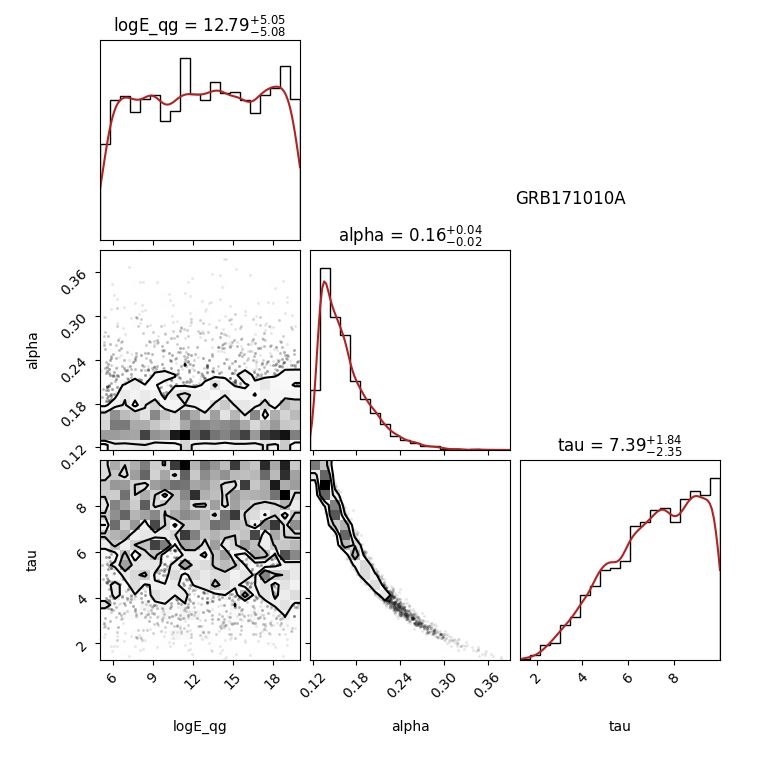 logE_qg = 12.79+5.05−5.08
GRB171010A
alpha = 0.16+0.04−0.02
alpha
0.36
0.30
0.24
0.18
0.12
tau = 7.39+1.84−2.35
tau
8
6
4
2
6 9 12 15 18
0.12 0.18 0.24 0.30 0.36
2 4 6 8
logE_qg alpha tau